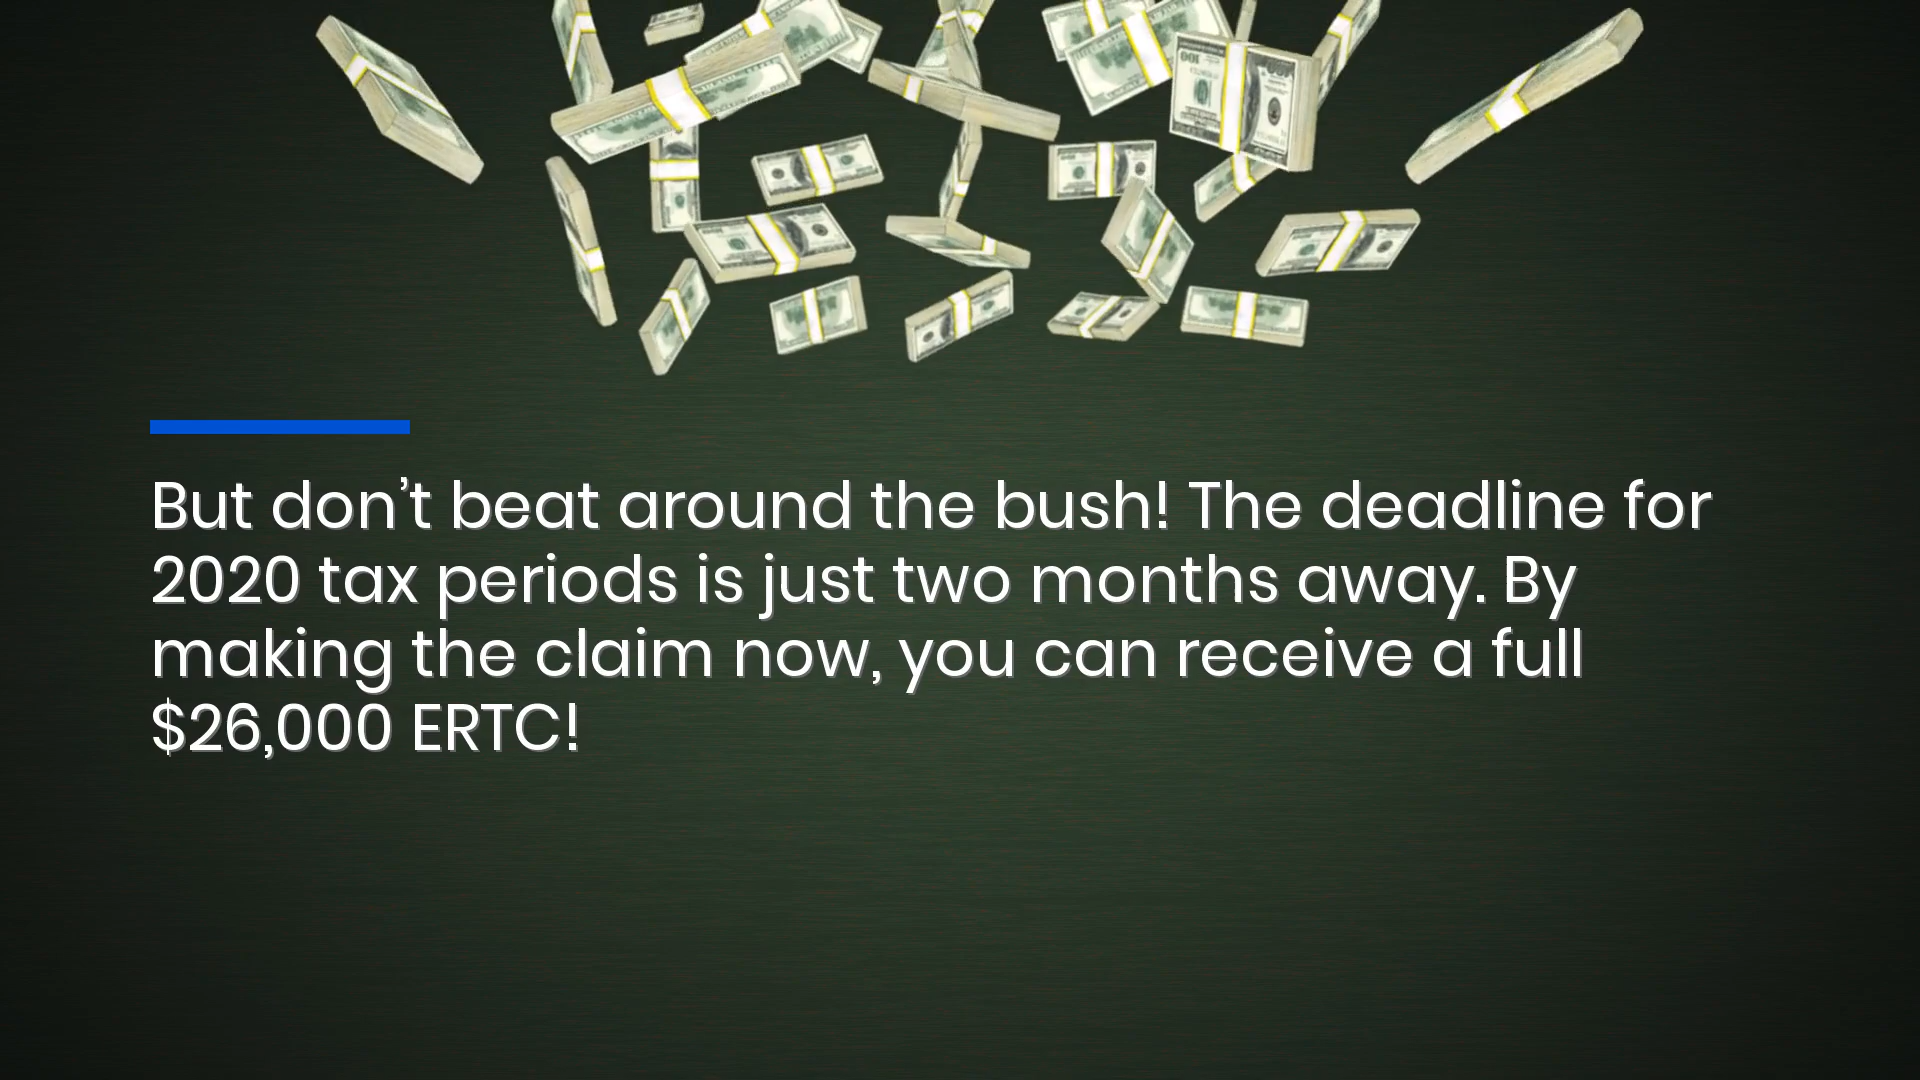 But don’t beat around the bush! The deadline for
2020 tax periods is just two months away. By
making the claim now, you can receive a full
$26,000 ERTC!